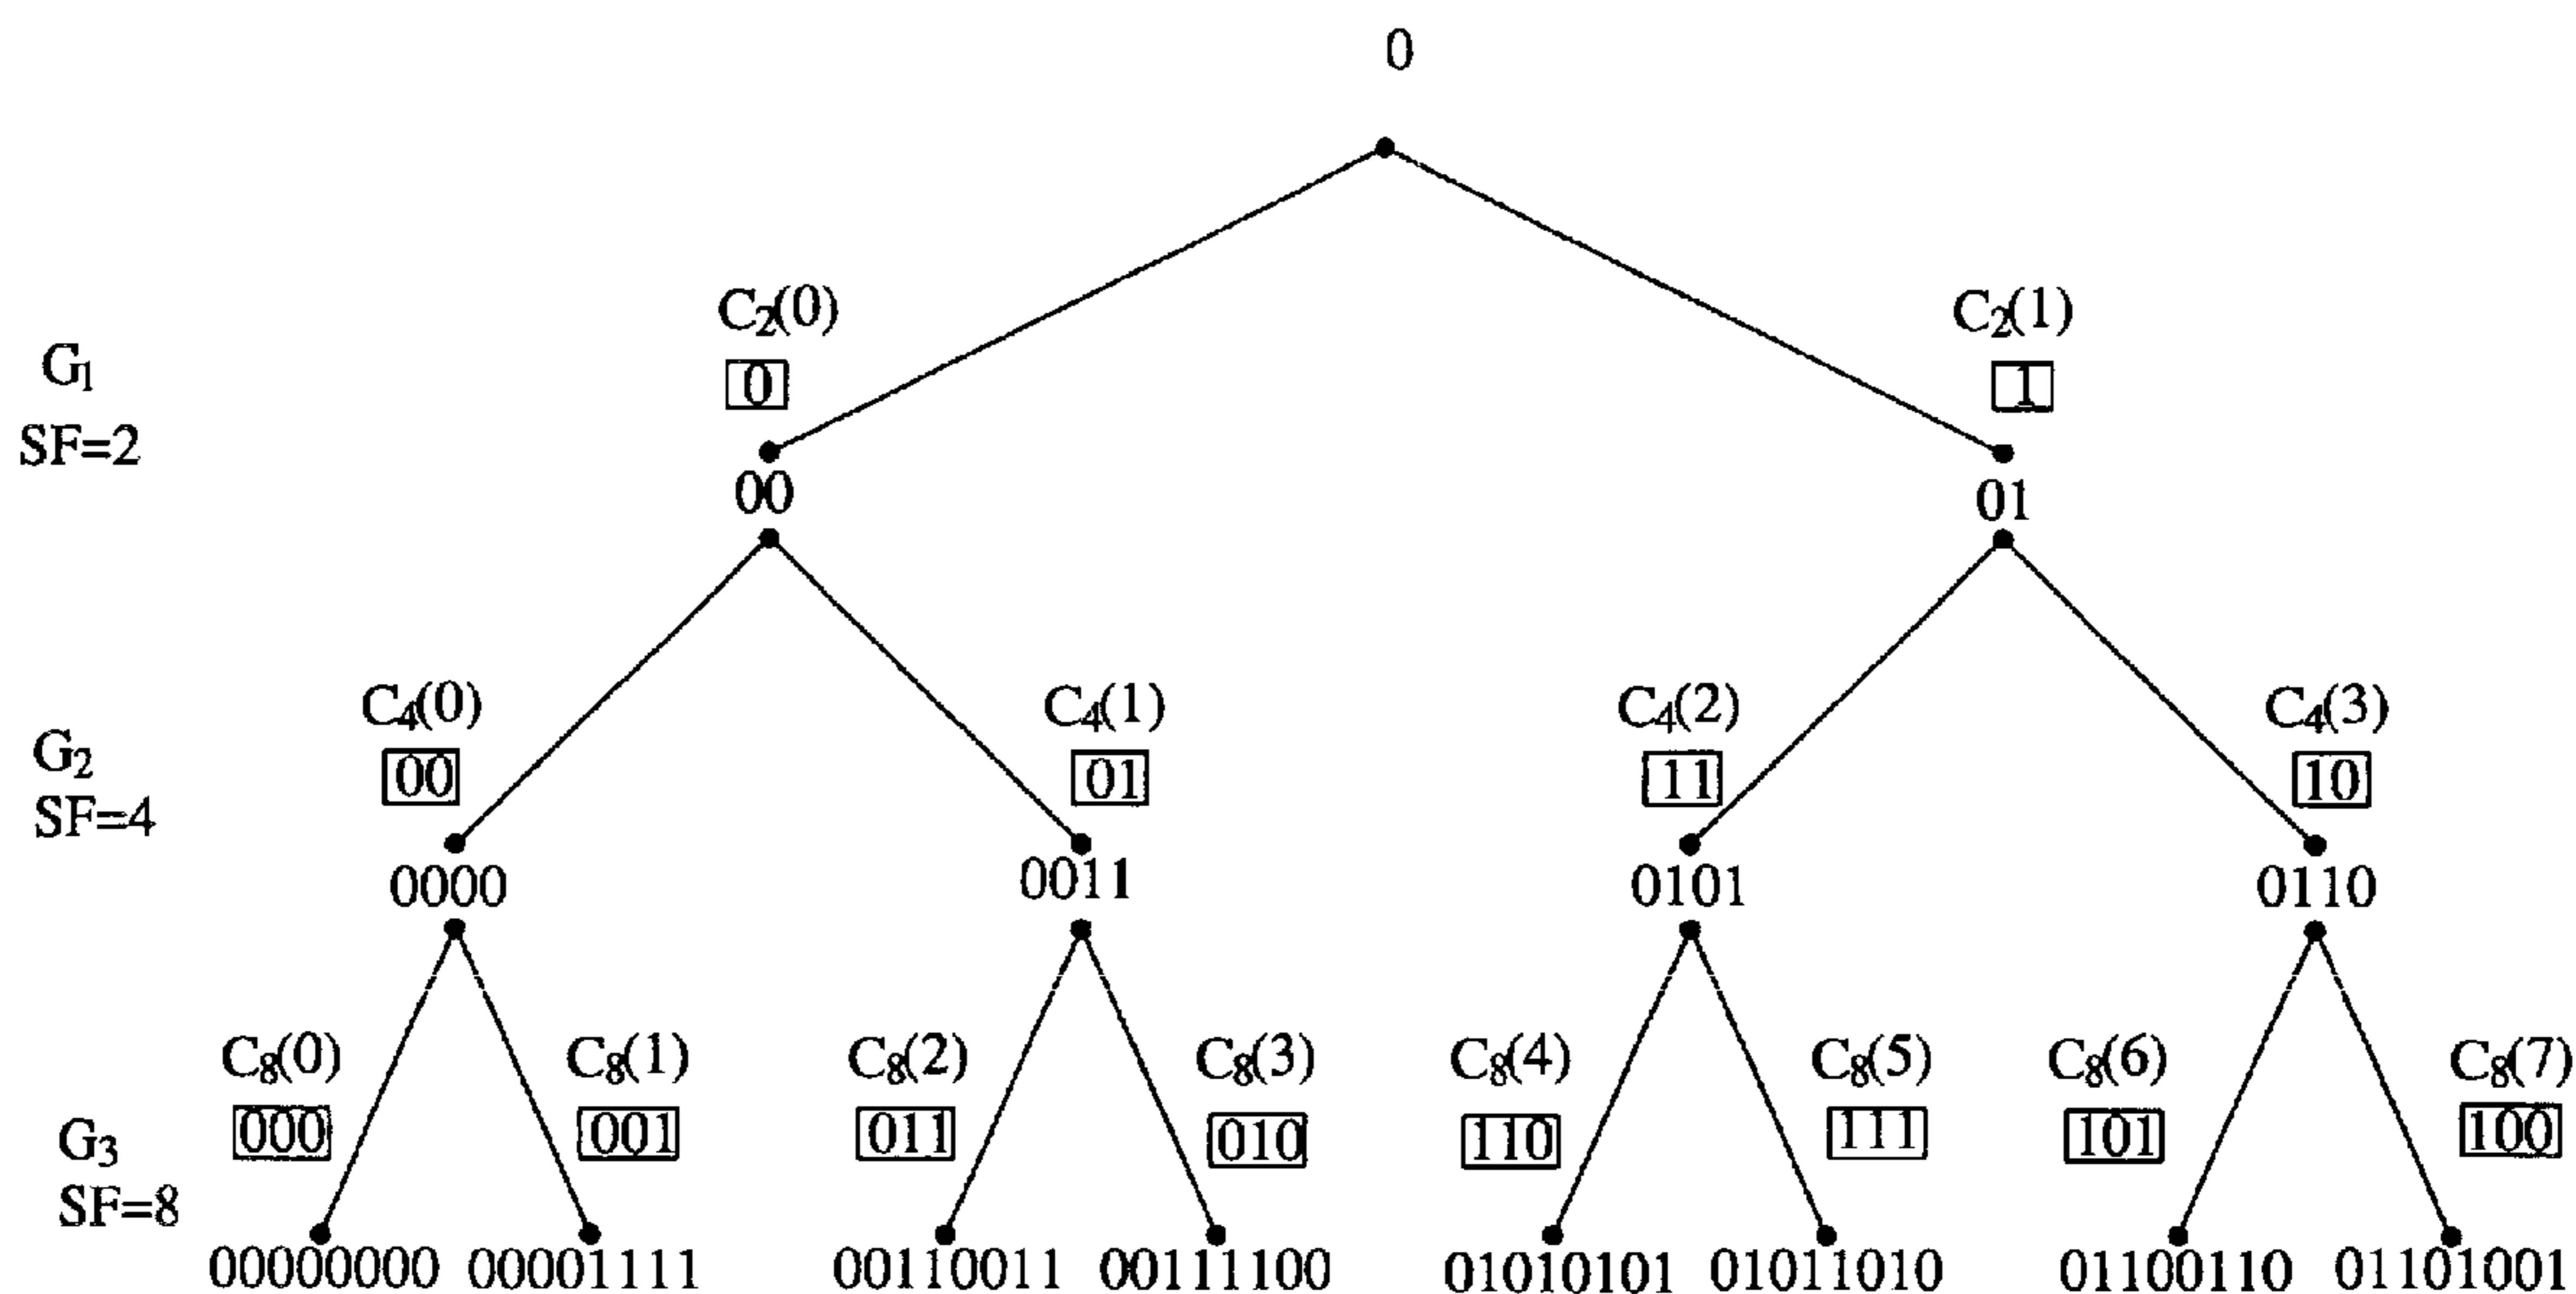 0
C2(0) C2(1)
G1 0 1
SF=2
00 01
C4(0) C4(1) C4(2) C4(3)
G2 00 01 11 10
SF=4
0000 0011 0101 0110
C8(0) C8(1) C8(2) C8(3) C8(4) C8(5) C8(6) C8(7)
G3 000 001 011 010 110 111 101 100
SF=8
00000000 00001111 00110011 00111100 01010101 01011010 01100110 01101001